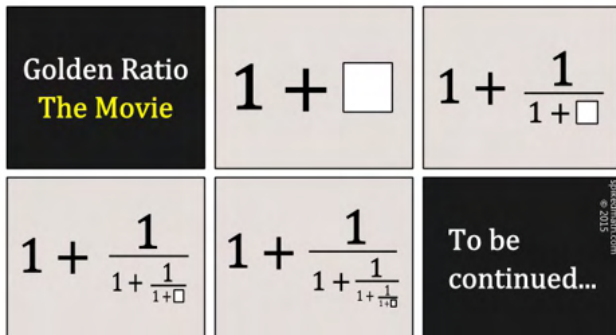 Golden Ratio
The Movie
1 + □
1 + 1/(1 + □)
1 + 1/(1 + 1/(1+□))
1 + 1/(1 + 1/(1 + 1/(1+□)))
To be
continued...
spikedmath.com
© 2015